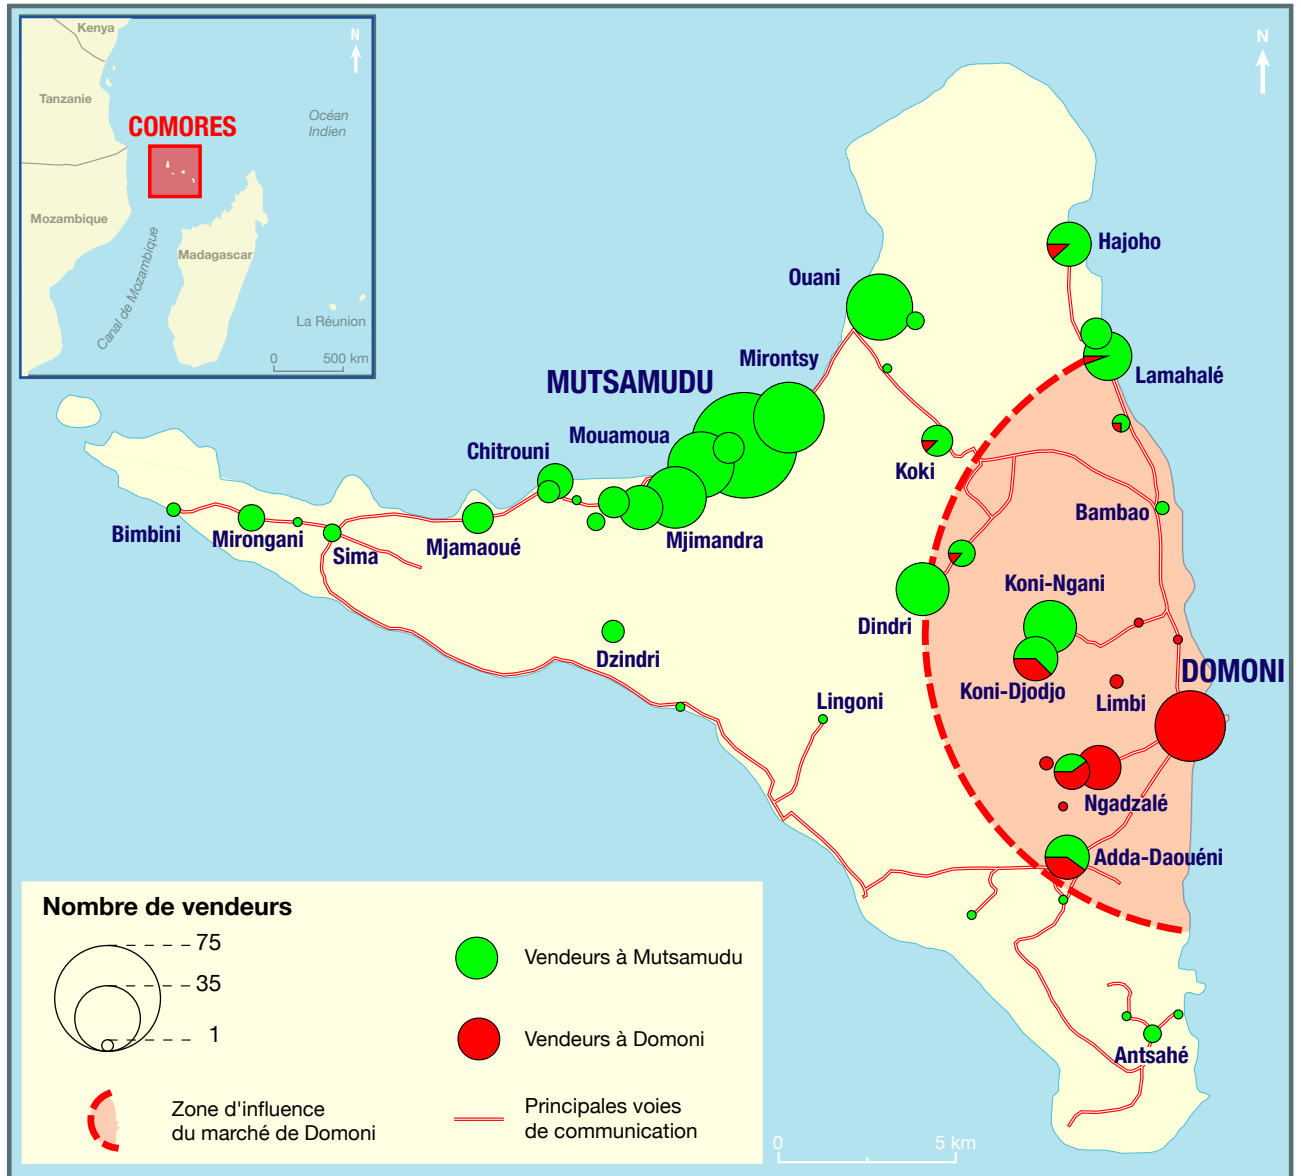 Kenya
N
Tanzanie
Océan
Indien
COMORES
Mozambique
Canal de Mozambique
Madagascar
La Réunion
0 500 km
N
Hajoho
Ouani
Mirontsy
Lamahalé
MUTSAMUDU
Mouamoua
Chitrouni
Koki
Bambao
Bimbini
Mirongani
Sima
Mjamaoué
Mjimandra
Koni-Ngani
Dindri
Dzindri
DOMONI
Koni-Djodjo
Limbi
Lingoni
Ngadzalé
Adda-Daouéni
Antsahé
Nombre de vendeurs
75
35
1
Vendeurs à Mutsamudu
Vendeurs à Domoni
Zone d'influence
du marché de Domoni
Principales voies
de communication
0 5 km